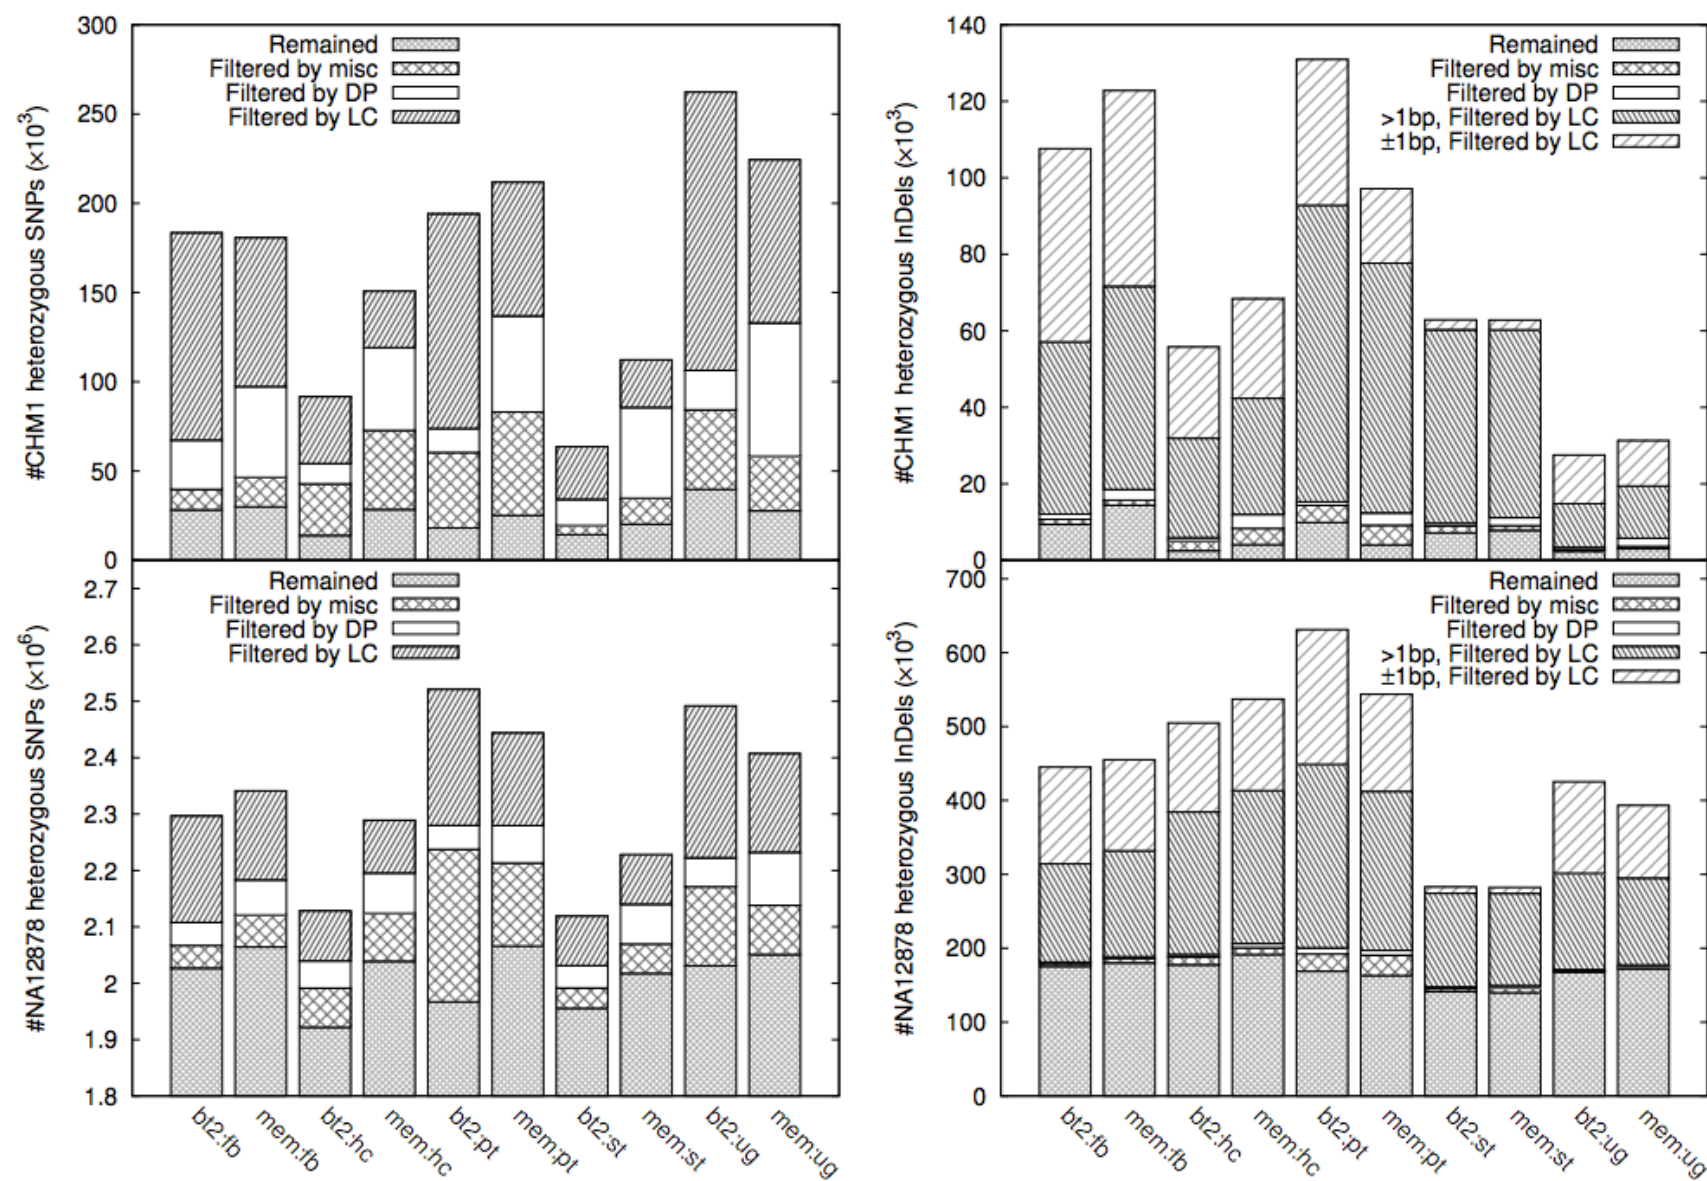 #CHM1 heterozygous SNPs (×10³)
300
250
200
150
100
50
0
Remained
Filtered by misc
Filtered by DP
Filtered by LC
#CHM1 heterozygous InDels (×10³)
140
120
100
80
60
40
20
0
Remained
Filtered by misc
Filtered by DP
>1bp, Filtered by LC
±1bp, Filtered by LC
#NA12878 heterozygous SNPs (×10⁶)
2.7
2.6
2.5
2.4
2.3
2.2
2.1
2
1.9
1.8
Remained
Filtered by misc
Filtered by DP
Filtered by LC
bt2:fb
mem:fb
bt2:hc
mem:hc
bt2:pt
mem:pt
bt2:st
mem:st
bt2:ug
mem:ug
#NA12878 heterozygous InDels (×10³)
700
600
500
400
300
200
100
0
Remained
Filtered by misc
Filtered by DP
>1bp, Filtered by LC
±1bp, Filtered by LC
bt2:fb
mem:fb
bt2:hc
mem:hc
bt2:pt
mem:pt
bt2:st
mem:st
bt2:ug
mem:ug